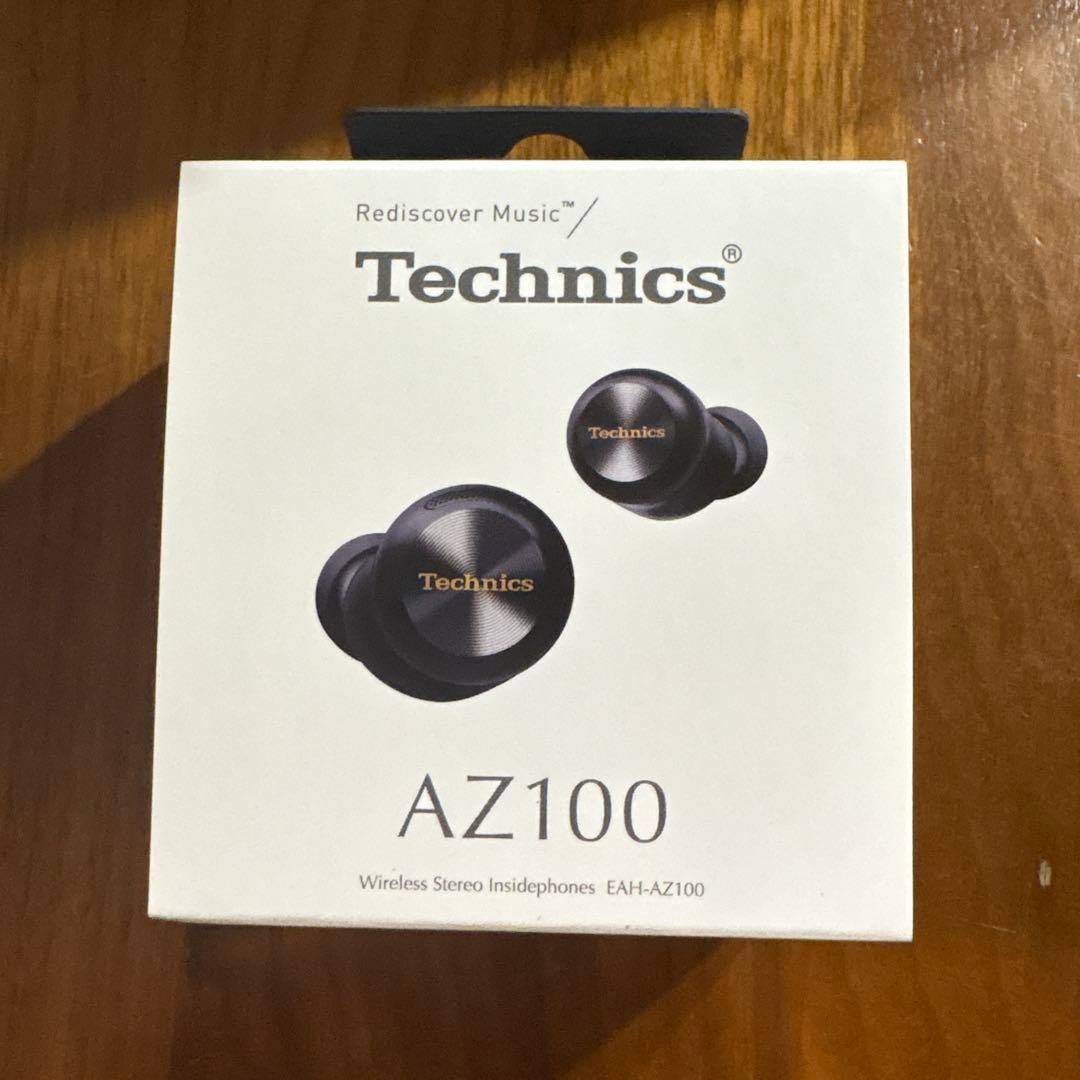 Rediscover Music™/
Technics®
Technics
Technics
AZ100
Wireless Stereo Insidephones EAH-AZ100